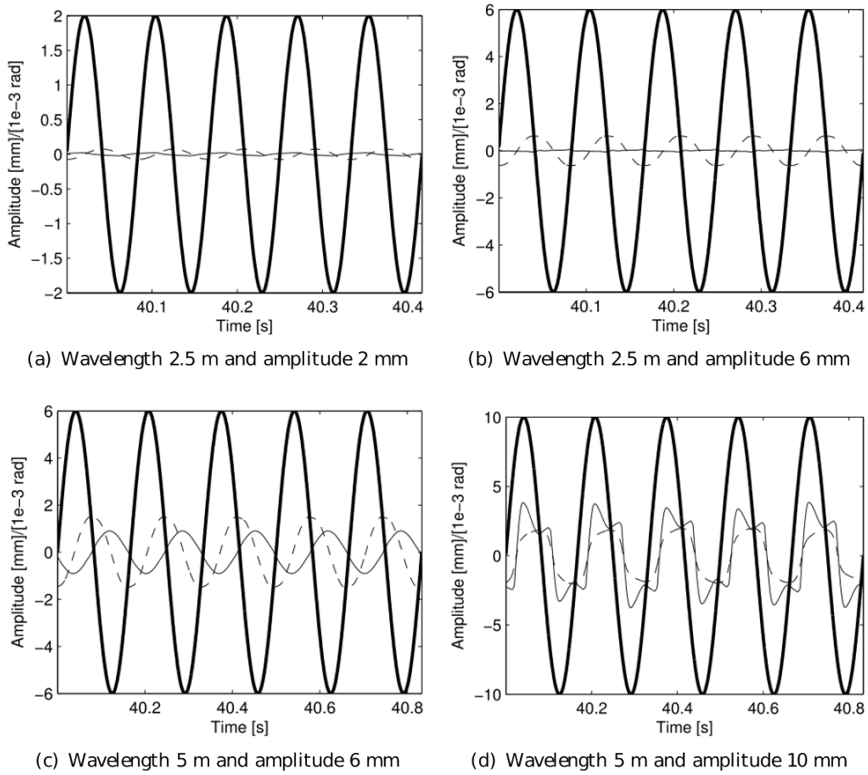 2
1.5
1
0.5
0
−0.5
−1
−1.5
−2
Amplitude [mm]/[1e−3 rad]
40.1 40.2 40.3 40.4
Time [s]
(a) Wavelength 2.5 m and amplitude 2 mm
6
4
2
0
−2
−4
−6
Amplitude [mm]/[1e−3 rad]
40.1 40.2 40.3 40.4
Time [s]
(b) Wavelength 2.5 m and amplitude 6 mm
6
4
2
0
−2
−4
−6
Amplitude [mm]/[1e−3 rad]
40.2 40.4 40.6 40.8
Time [s]
(c) Wavelength 5 m and amplitude 6 mm
10
5
0
−5
−10
Amplitude [mm]/[1e−3 rad]
40.2 40.4 40.6 40.8
Time [s]
(d) Wavelength 5 m and amplitude 10 mm